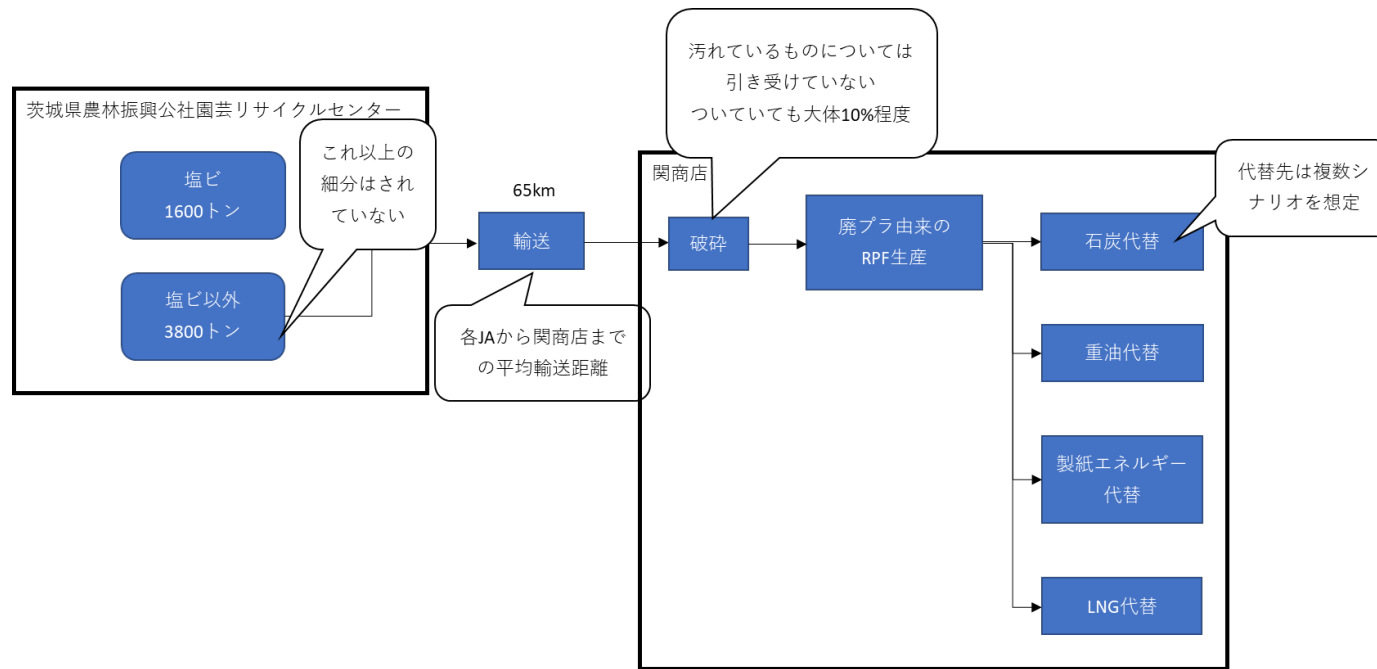 茨城県農林振興公社園芸リサイクルセンター
塩ビ
1600トン
塩ビ以外
3800トン
これ以上の
細分はされ
ていない
65km
輸送
各JAから関商店まで
の平均輸送距離
汚れているものについては
引き受けていない
ついていても大体10%程度
関商店
破砕
廃プラ由来の
RPF生産
代替先は複数シ
ナリオを想定
石炭代替
重油代替
製紙エネルギー
代替
LNG代替